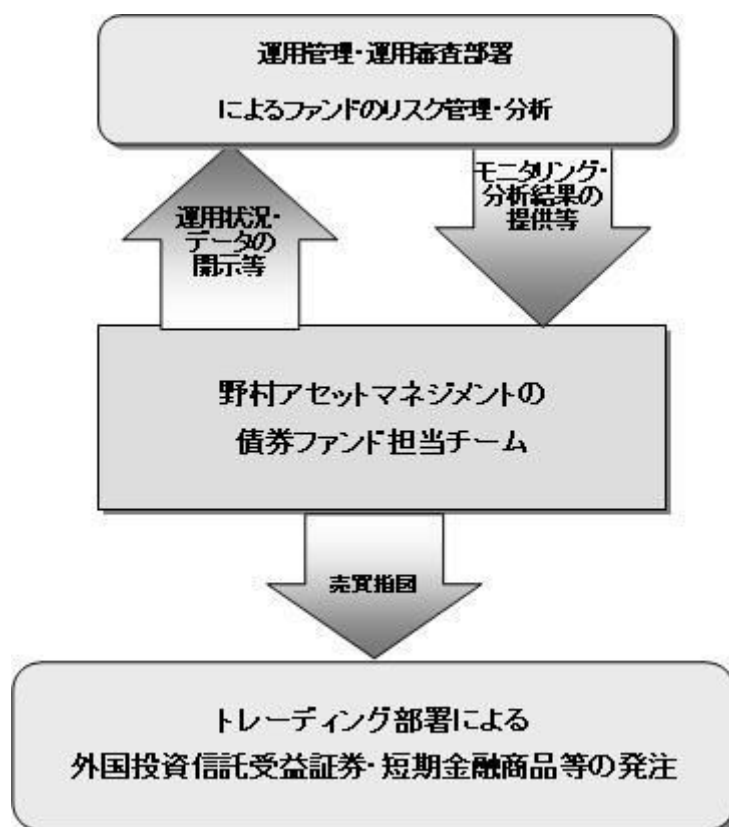 運用管理・運用審査部署
によるファンドのリスク管理・分析
運用状況・
データの
開示等
モニタリング・
分析結果の
提供等
野村アセットマネジメントの
債券ファンド担当チーム
売買指図
トレーディング部署による
外国投資信託受益証券・短期金融商品等の発注